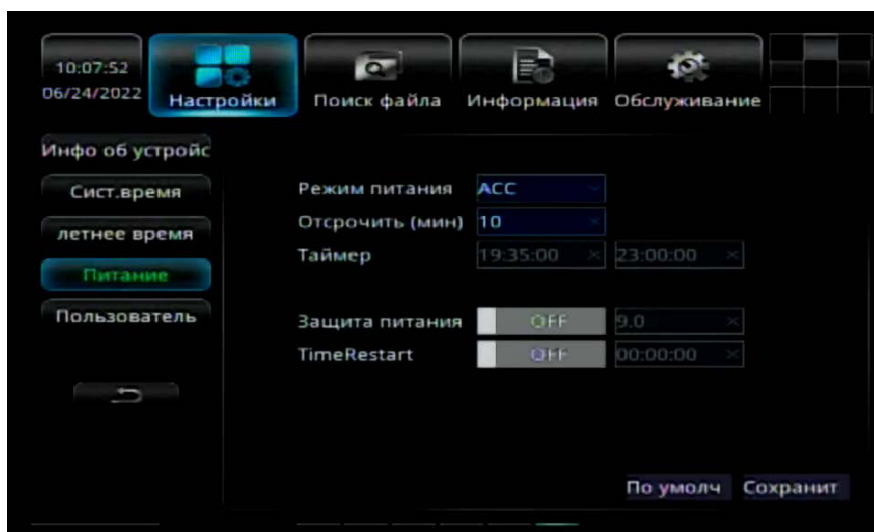 10:07:52
06/24/2022
Настройки
Поиск файла
Информация
Обслуживание
Инфо об устройс
Сист.время
летнее время
Питание
Пользователь
Режим питания ACC
Отсрочить (мин) 10
Таймер 19:35:00 23:00:00
Защита питания OFF 9.0
TimeRestart OFF 00:00:00
По умолч Сохранит